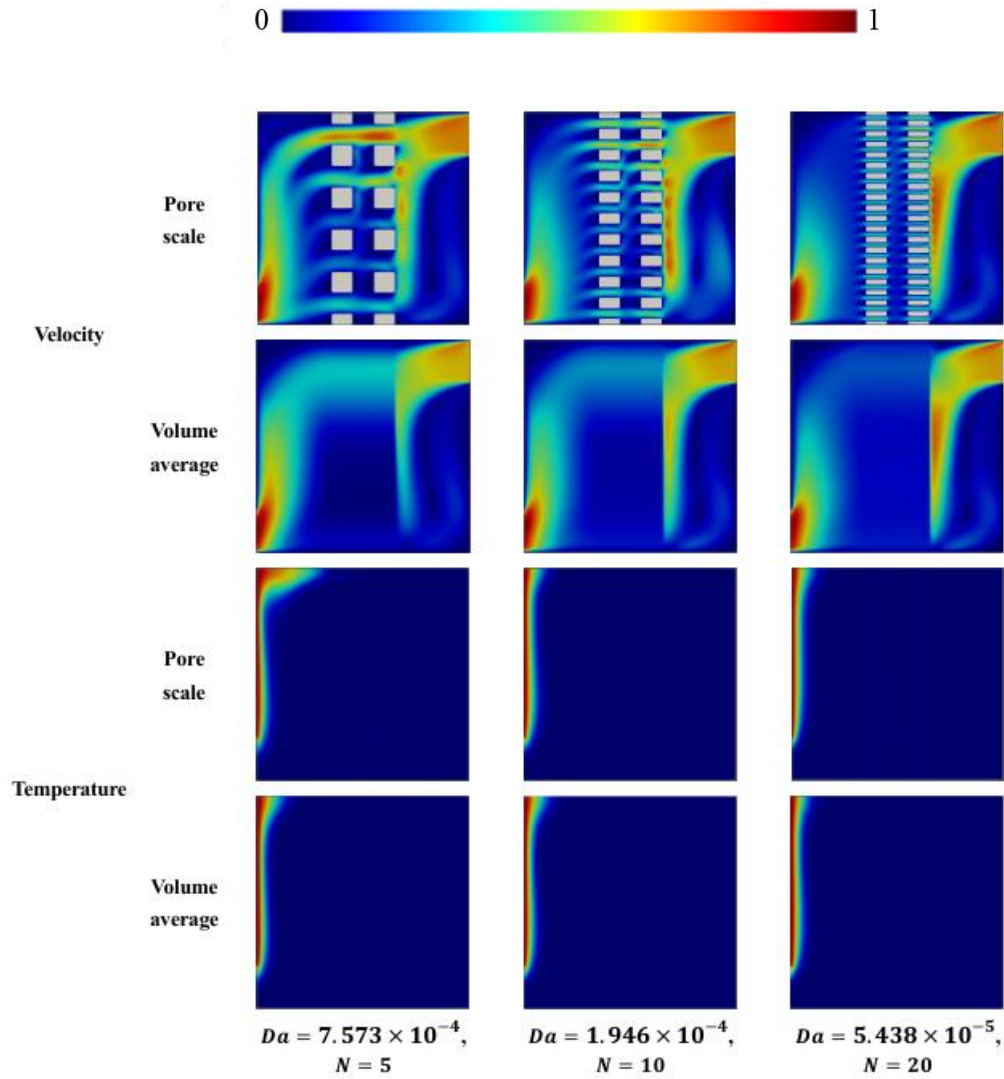 0 1
Pore
scale
Velocity
Volume
average
Pore
scale
Temperature
Volume
average
Da = 7.573 × 10⁻⁴,
N = 5
Da = 1.946 × 10⁻⁴,
N = 10
Da = 5.438 × 10⁻⁵,
N = 20